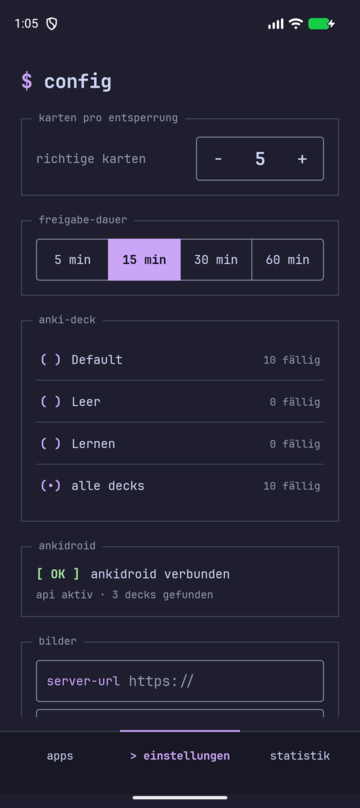 1:05
$ config
karten pro entsperrung
richtige karten - 5 +
freigabe-dauer
5 min 15 min 30 min 60 min
anki-deck
( ) Default 10 fällig
( ) Leer 0 fällig
( ) Lernen 0 fällig
(•) alle decks 10 fällig
ankidroid
[ OK ] ankidroid verbunden
api aktiv · 3 decks gefunden
bilder
server-url https://
apps > einstellungen statistik